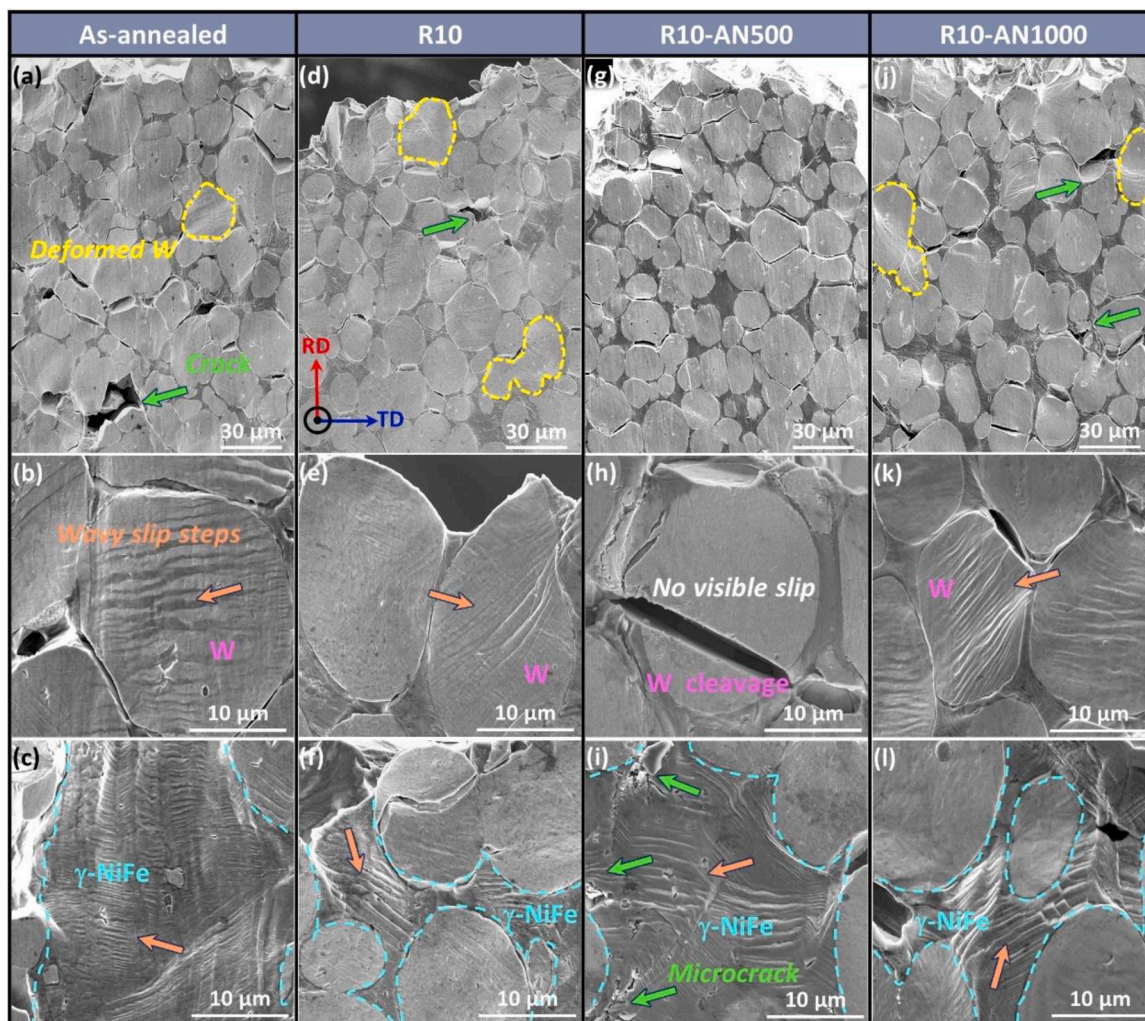 As-annealed
R10
R10-AN500
R10-AN1000
(a)
(d)
(g)
(j)
Deformed W
Crack
RD
TD
30 μm
30 μm
30 μm
30 μm
(b)
(e)
(h)
(k)
Wavy slip steps
No visible slip
W
W
W
W cleavage
10 μm
10 μm
10 μm
10 μm
(c)
(f)
(i)
(l)
γ-NiFe
γ-NiFe
γ-NiFe
γ-NiFe
Microcrack
10 μm
10 μm
10 μm
10 μm